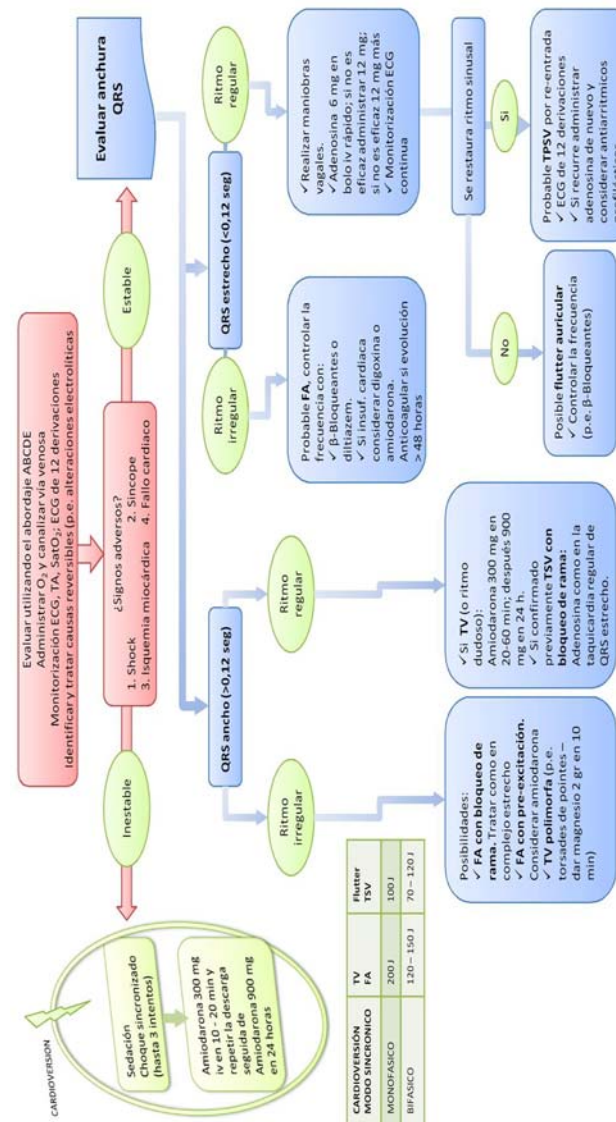 Evaluar utilizando el abordaje ABCDE
Administrar O₂ y canalizar vía venosa
Monitorización ECG, TA, SatO₂; ECG de 12 derivaciones
Identificar y tratar causas reversibles (p.e. alteraciones electrolíticas
¿Signos adversos?
1. Shock 2. Síncope
3. Isquemia miocárdica 4. Fallo cardiaco
Inestable
Estable
CARDIOVERSION
Sedación
Choque sincronizado
(hasta 3 intentos)
Amiodarona 300 mg
iv en 10 - 20 min y
repetir la descarga
seguida de
Amiodarona 900 mg
en 24 horas
Evaluar anchura
QRS
QRS ancho (>0,12 seg)
QRS estrecho (<0,12 seg)
Ritmo
irregular
Ritmo
regular
Ritmo
irregular
Ritmo
regular
Posibilidades:
✓ FA con bloqueo de
rama. Tratar como en
complejo estrecho
✓ FA con pre-excitación.
Considerar amiodarona
✓ TV polimorfa (p.e.
torsades de pointes –
dar magnesio 2 gr en 10
min)
✓ Si TV (o ritmo
dudoso):
Amiodarona 300 mg en
20-60 min; después 900
mg en 24 h.
✓ Si confirmado
previamente TSV con
bloqueo de rama:
Adenosina como en la
taquicardia regular de
QRS estrecho.
Probable FA, controlar la
frecuencia con:
✓ β-Bloqueantes o
diltiazem.
✓ Si insuf. cardiaca
considerar digoxina o
amiodarona.
Anticoagular si evolución
> 48 horas
✓ Realizar maniobras
vagales.
✓ Adenosina 6 mg en
bolo iv rápido; si no es
eficaz administrar 12 mg;
si no es eficaz 12 mg más
✓ Monitorización ECG
continua
Se restaura ritmo sinusal
No
Si
Posible flutter auricular
✓ Controlar la frecuencia
(p.e. β-Bloqueantes)
Probable TPSV por re-entrada
✓ ECG de 12 derivaciones
✓ Si recurre administrar
adenosina de nuevo y
considerar antiarrítmicos
CARDIOVERSIÓN MODO SINCRONICO TV FA Flutter TSV
MONOFASICO 200 J 100 J
BIFASICO 120 – 150 J 70 – 120 J